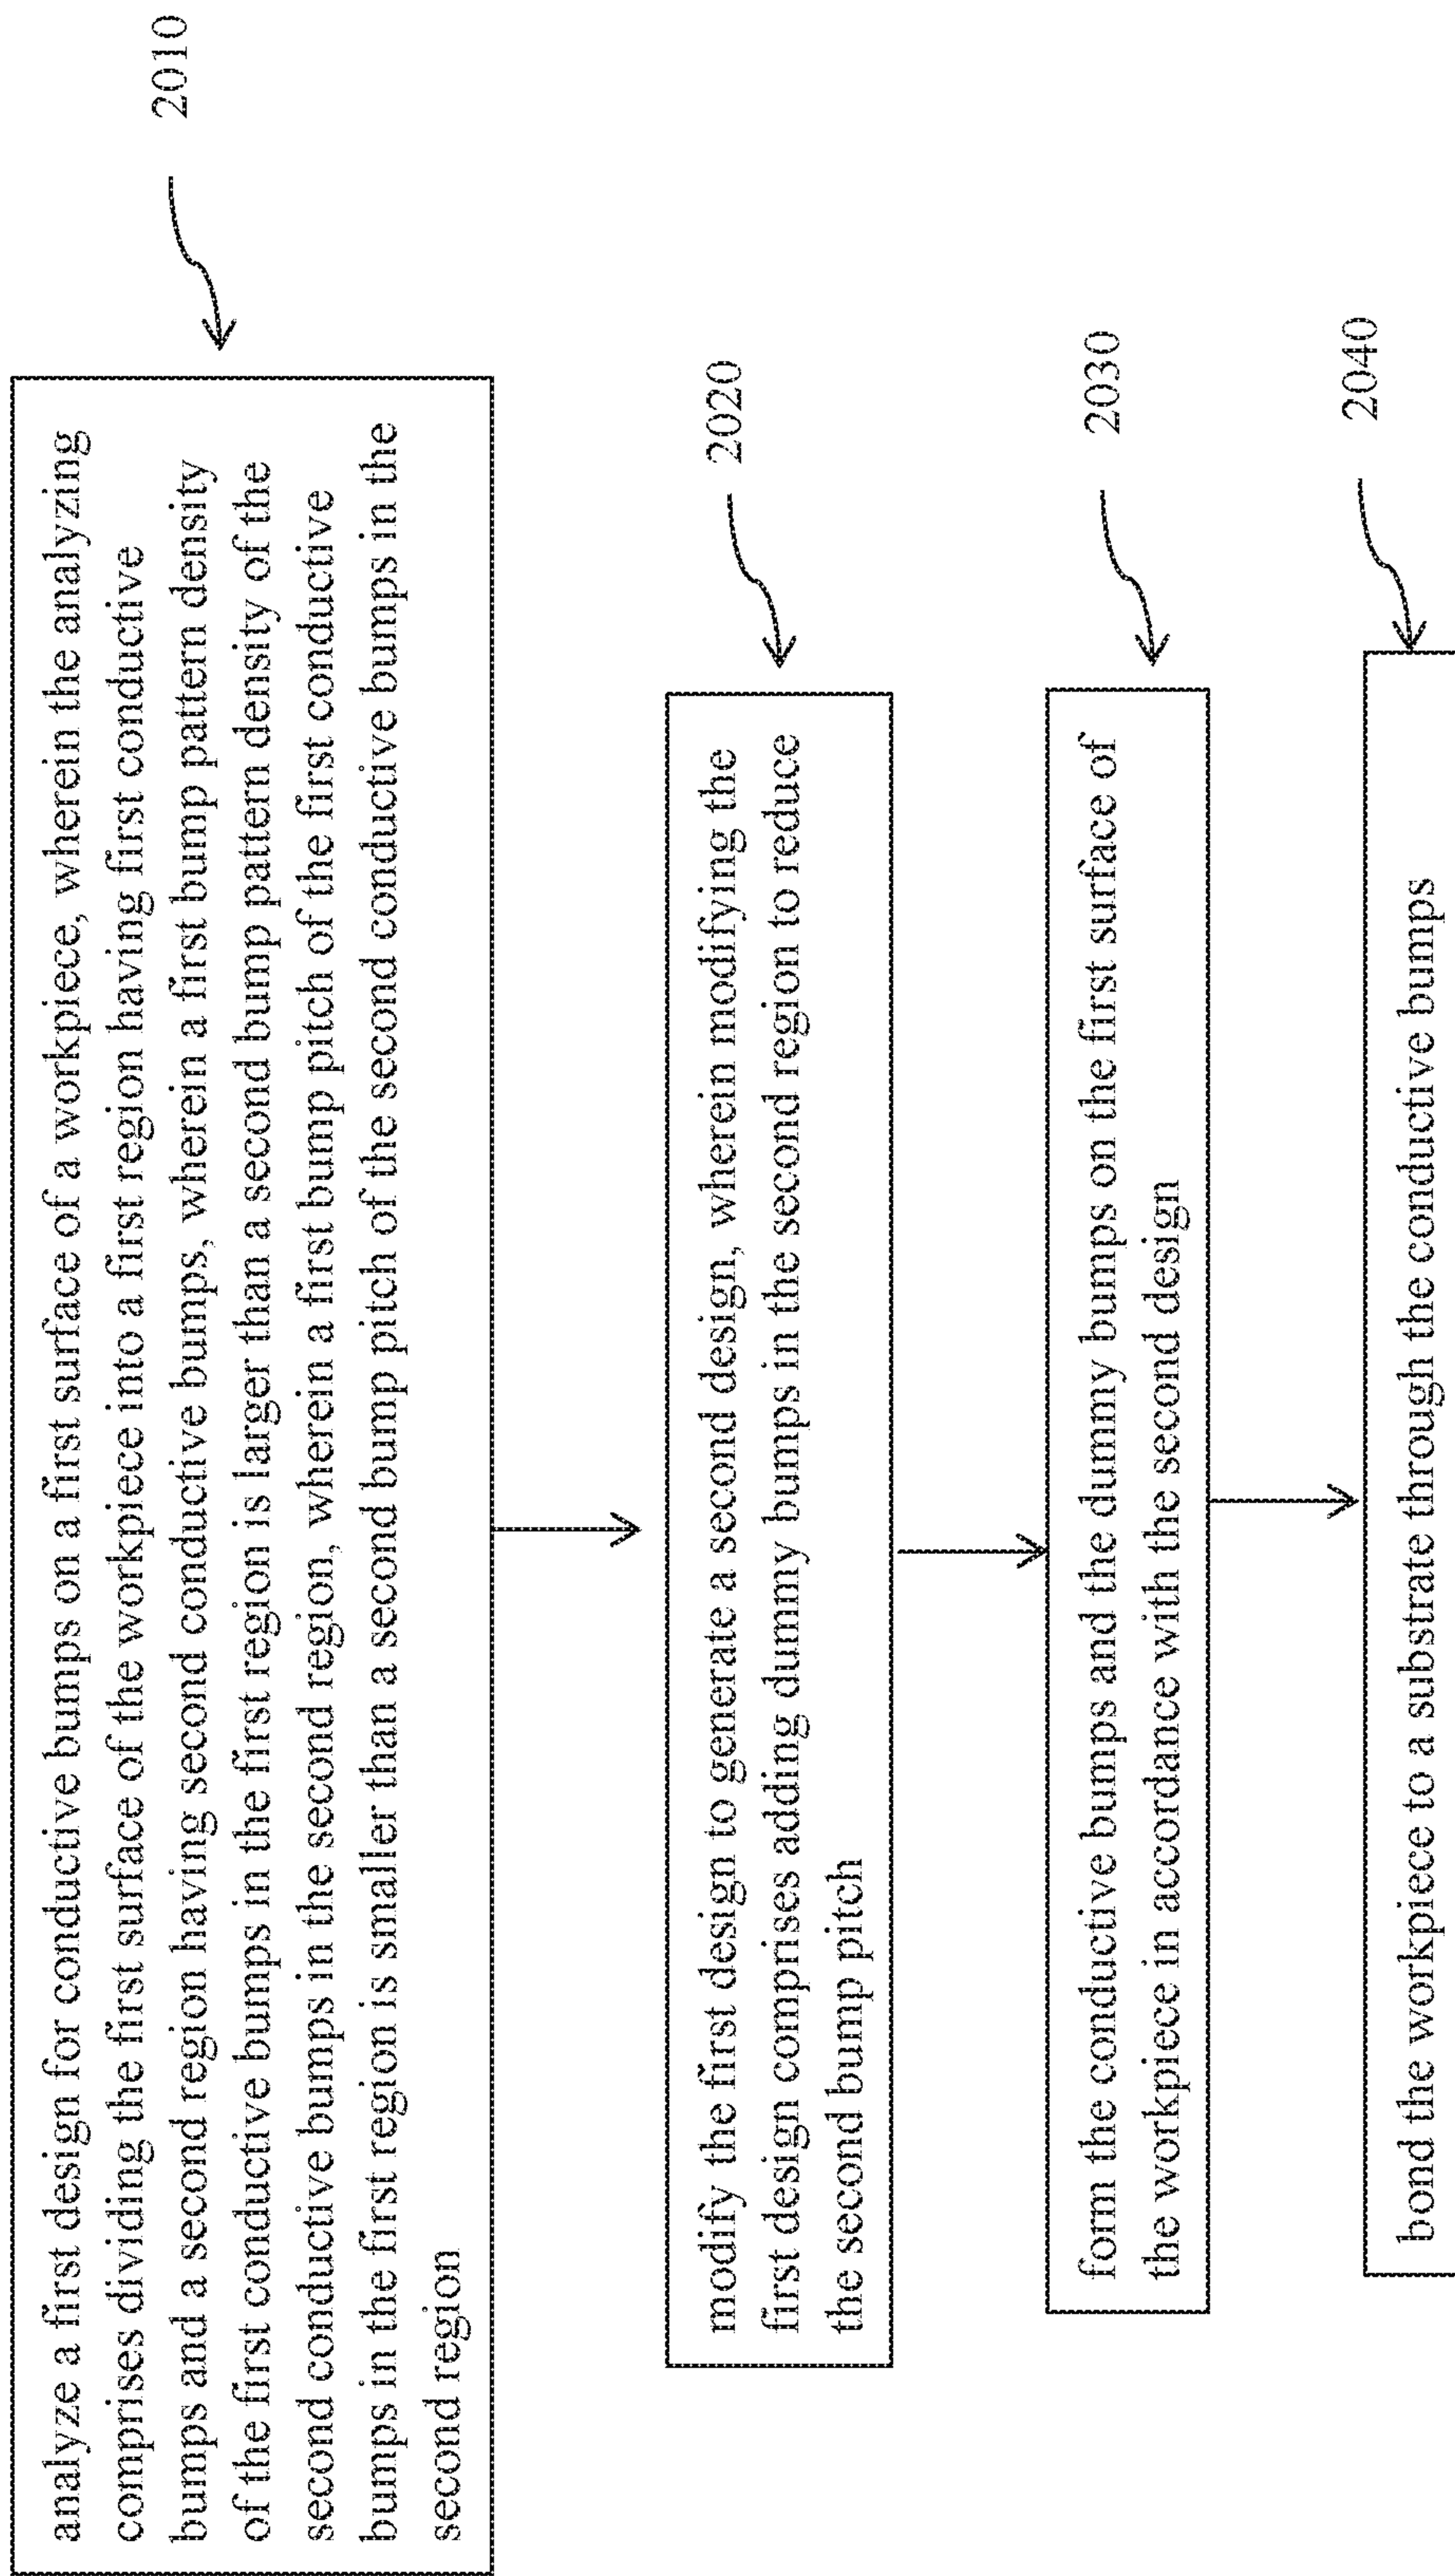 analyze a first design for conductive bumps on a first surface of a workpiece, wherein the analyzing
comprises dividing the first surface of the workpiece into a first region having first conductive
bumps and a second region having second conductive bumps, wherein a first bump pattern density
of the first conductive bumps in the first region is larger than a second bump pattern density of the
second conductive bumps in the second region, wherein a first bump pitch of the first conductive
bumps in the first region is smaller than a second bump pitch of the second conductive bumps in the
second region
2010
modify the first design to generate a second design, wherein modifying the
first design comprises adding dummy bumps in the second region to reduce
the second bump pitch
2020
form the conductive bumps and the dummy bumps on the first surface of
the workpiece in accordance with the second design
2030
bond the workpiece to a substrate through the conductive bumps
2040